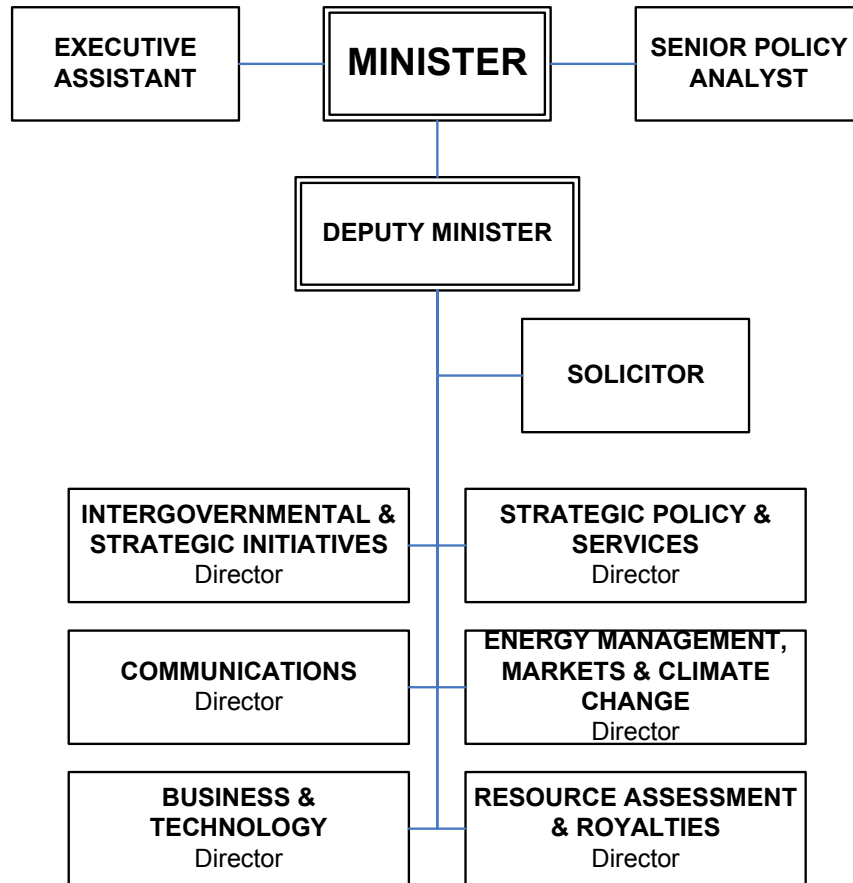 EXECUTIVE
ASSISTANT
MINISTER
SENIOR POLICY
ANALYST
DEPUTY MINISTER
SOLICITOR
INTERGOVERNMENTAL &
STRATEGIC INITIATIVES
Director
STRATEGIC POLICY &
SERVICES
Director
COMMUNICATIONS
Director
ENERGY MANAGEMENT,
MARKETS & CLIMATE
CHANGE
Director
BUSINESS &
TECHNOLOGY
Director
RESOURCE ASSESSMENT
& ROYALTIES
Director